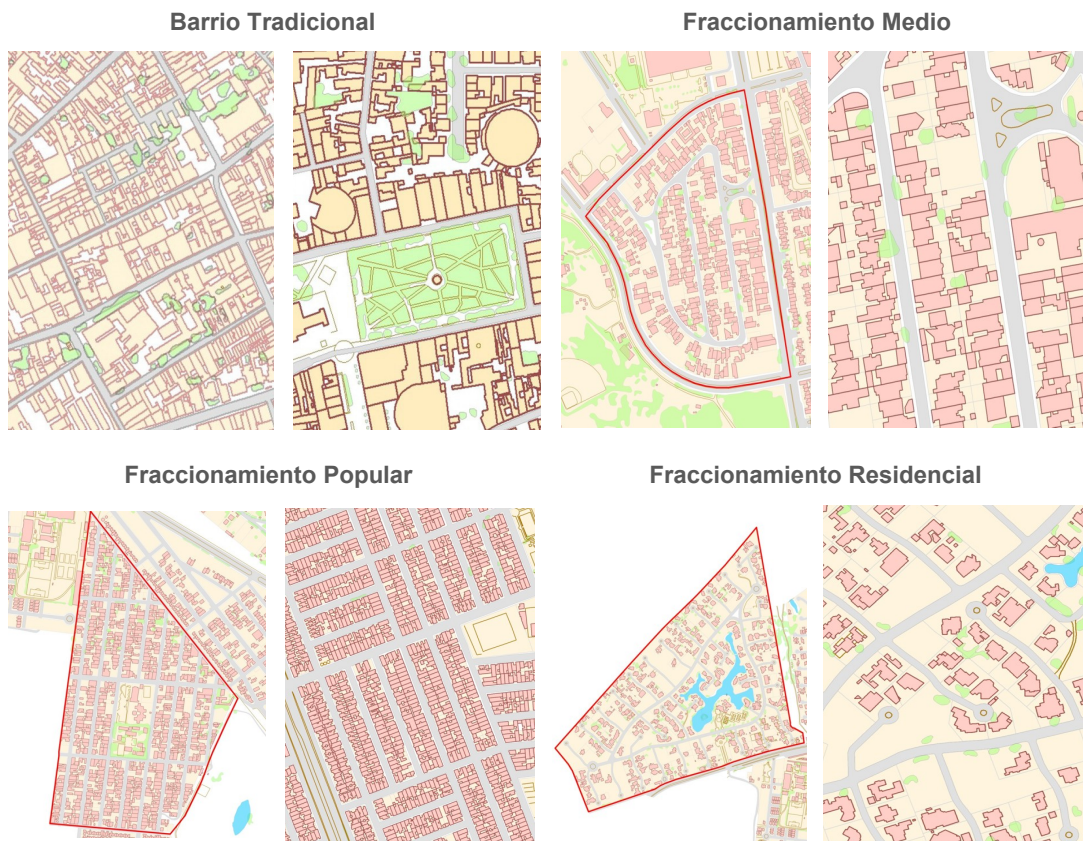 Barrio Tradicional
Fraccionamiento Medio
Fraccionamiento Popular
Fraccionamiento Residencial